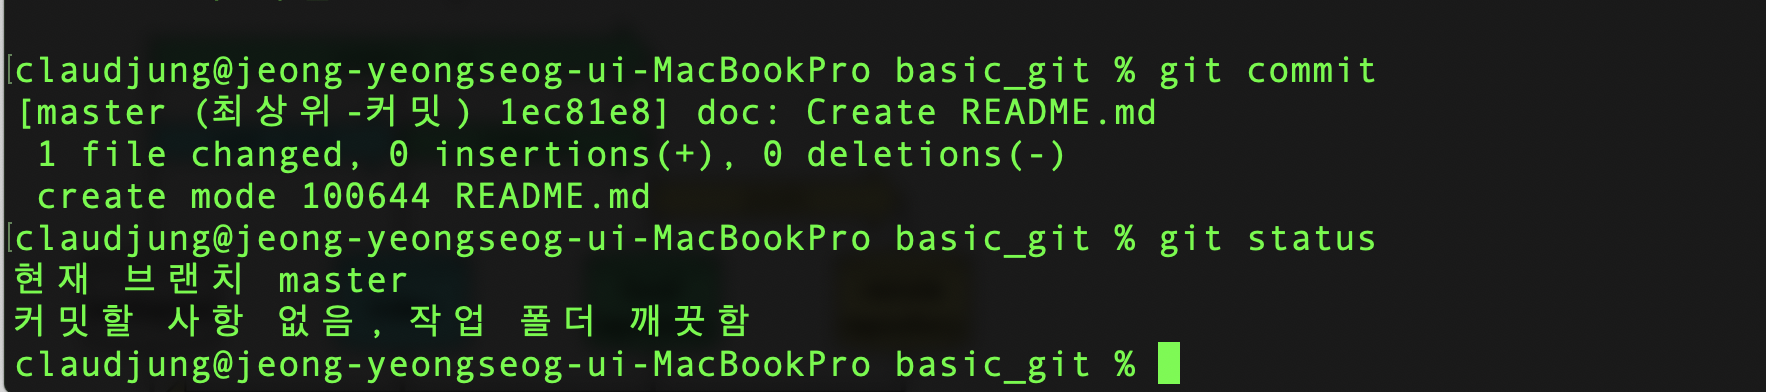 claudjung@jeong-yeongseog-ui-MacBookPro basic_git % git commit
[master (최상위-커밋) 1ec81e8] doc: Create README.md
 1 file changed, 0 insertions(+), 0 deletions(-)
 create mode 100644 README.md
claudjung@jeong-yeongseog-ui-MacBookPro basic_git % git status
현재 브랜치 master
커밋할 사항 없음, 작업 폴더 깨끗함
claudjung@jeong-yeongseog-ui-MacBookPro basic_git %